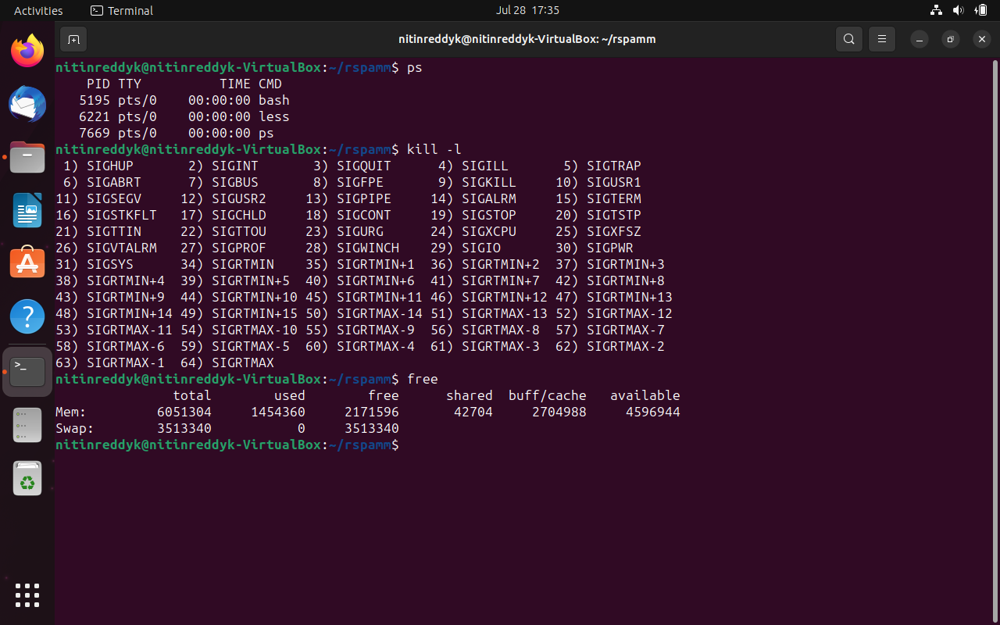 Activities Terminal Jul 28 17:35
nitinreddyk@nitinreddyk-VirtualBox: ~/rspamm
nitinreddyk@nitinreddyk-VirtualBox:~/rspamm$ ps
    PID TTY          TIME CMD
   5195 pts/0    00:00:00 bash
   6221 pts/0    00:00:00 less
   7669 pts/0    00:00:00 ps
nitinreddyk@nitinreddyk-VirtualBox:~/rspamm$ kill -l
 1) SIGHUP       2) SIGINT       3) SIGQUIT      4) SIGILL       5) SIGTRAP
 6) SIGABRT      7) SIGBUS       8) SIGFPE       9) SIGKILL     10) SIGUSR1
11) SIGSEGV     12) SIGUSR2     13) SIGPIPE     14) SIGALRM     15) SIGTERM
16) SIGSTKFLT   17) SIGCHLD     18) SIGCONT     19) SIGSTOP     20) SIGTSTP
21) SIGTTIN     22) SIGTTOU     23) SIGURG      24) SIGXCPU     25) SIGXFSZ
26) SIGVTALRM   27) SIGPROF     28) SIGWINCH    29) SIGIO       30) SIGPWR
31) SIGSYS      34) SIGRTMIN    35) SIGRTMIN+1  36) SIGRTMIN+2  37) SIGRTMIN+3
38) SIGRTMIN+4  39) SIGRTMIN+5  40) SIGRTMIN+6  41) SIGRTMIN+7  42) SIGRTMIN+8
43) SIGRTMIN+9  44) SIGRTMIN+10 45) SIGRTMIN+11 46) SIGRTMIN+12 47) SIGRTMIN+13
48) SIGRTMIN+14 49) SIGRTMIN+15 50) SIGRTMAX-14 51) SIGRTMAX-13 52) SIGRTMAX-12
53) SIGRTMAX-11 54) SIGRTMAX-10 55) SIGRTMAX-9  56) SIGRTMAX-8  57) SIGRTMAX-7
58) SIGRTMAX-6  59) SIGRTMAX-5  60) SIGRTMAX-4  61) SIGRTMAX-3  62) SIGRTMAX-2
63) SIGRTMAX-1  64) SIGRTMAX
nitinreddyk@nitinreddyk-VirtualBox:~/rspamm$ free
               total        used        free      shared  buff/cache   available
Mem:         6051304     1454360     2171596       42704     2704988     4596944
Swap:        3513340           0     3513340
nitinreddyk@nitinreddyk-VirtualBox:~/rspamm$